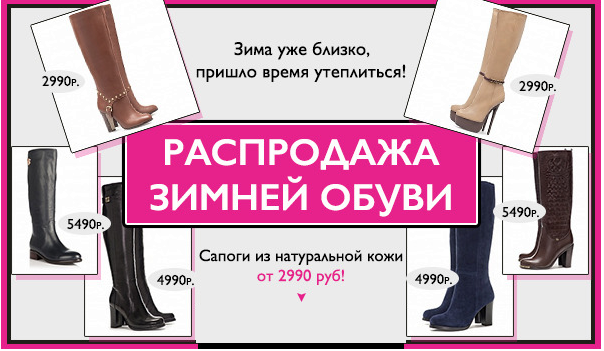 Зима уже близко,
пришло время утеплиться!
2990р.
2990р.
РАСПРОДАЖА
ЗИМНЕЙ ОБУВИ
5490р.
5490р.
4990р.
4990р.
Сапоги из натуральной кожи
от 2990 руб!